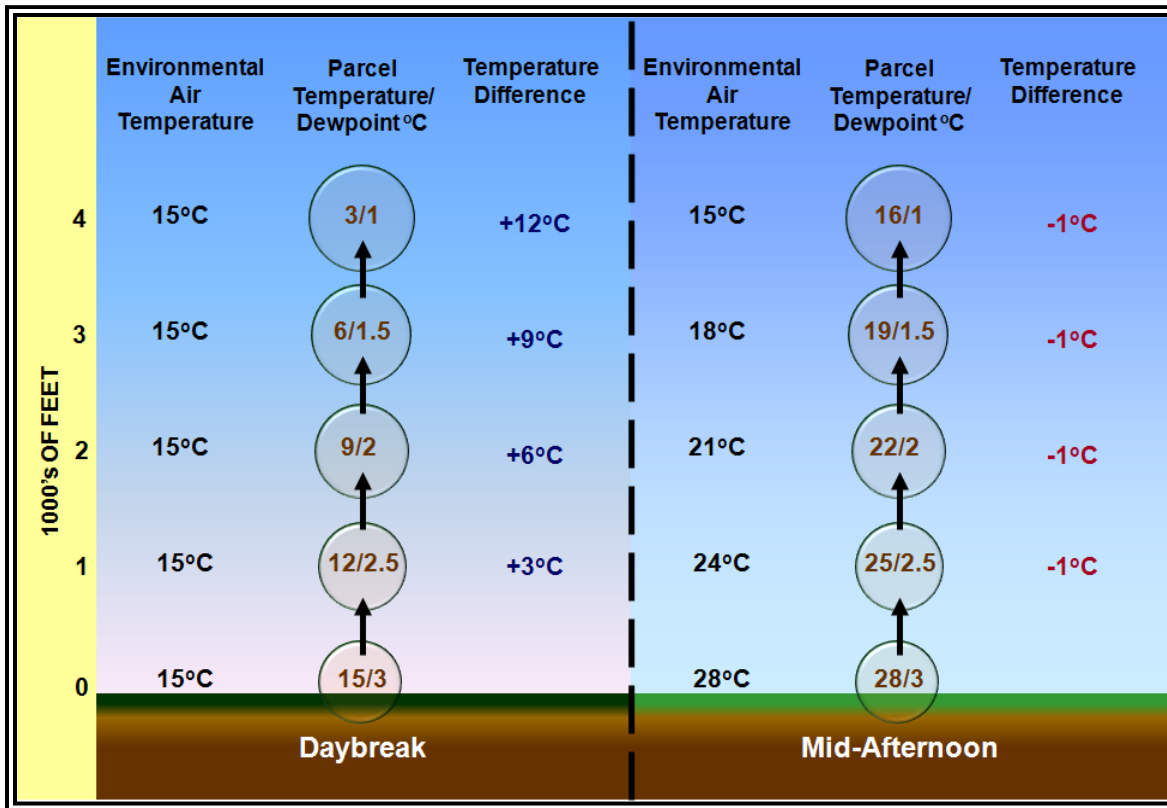 Environmental Air Temperature
Parcel Temperature/ Dewpoint °C
Temperature Difference
Environmental Air Temperature
Parcel Temperature/ Dewpoint °C
Temperature Difference
1000's OF FEET
4
15°C
3/1
+12°C
15°C
16/1
-1°C
3
15°C
6/1.5
+9°C
18°C
19/1.5
-1°C
2
15°C
9/2
+6°C
21°C
22/2
-1°C
1
15°C
12/2.5
+3°C
24°C
25/2.5
-1°C
0
15°C
15/3
28°C
28/3
Daybreak
Mid-Afternoon